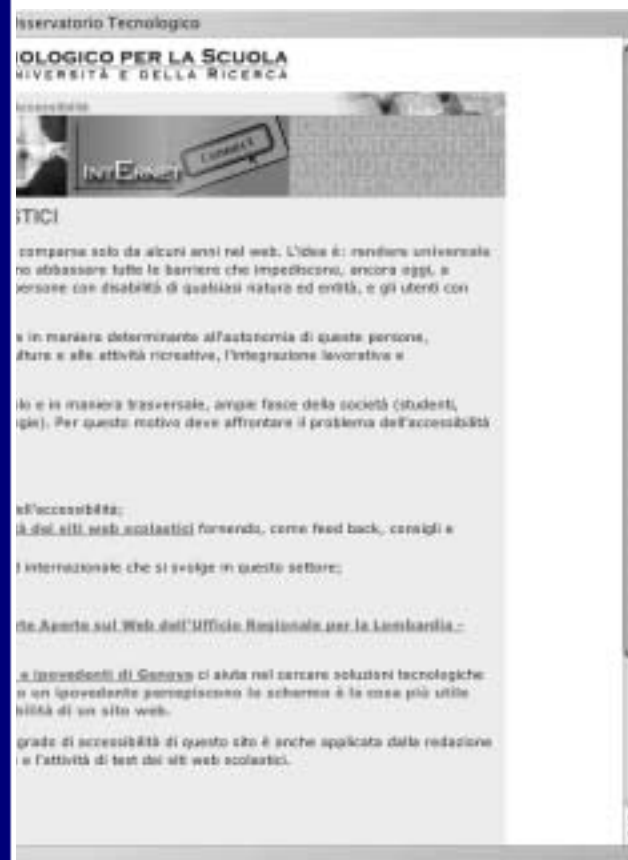 sservatorio Tecnologico
OLOGICO PER LA SCUOLA
NIVERSITÀ E DELLA RICERCA
Accessibilità
INTERNET
CONNECT
STICI
comparsa solo da alcuni anni nel web. L'idea è: rendere universale
no abbassare tutte le barriere che impediscono, ancora oggi, a
persone con disabilità di qualsiasi natura ed entità, e gli utenti con
e in maniera determinante all'autonomia di queste persone,
lture e alle attività ricreative, l'integrazione lavorativa e
lo e in maniera trasversale, ampie fasce della società (studenti,
gie). Per questo motivo deve affrontare il problema dell'accessibilità
ell'accessibilità;
à dei siti web scolastici fornendo, come feed back, consigli e
d internazionale che si svolge in questo settore;
rte Aperte sul Web dell'Ufficio Regionale per la Lombardia -
e ipovedenti di Genova ci aiuta nel cercare soluzioni tecnologiche
o un ipovedente percepiscono lo schermo è la cosa più utile
bilità di un sito web.
grado di accessibilità di questo sito è anche applicata dalla redazione
e l'attività di test dei siti web scolastici.